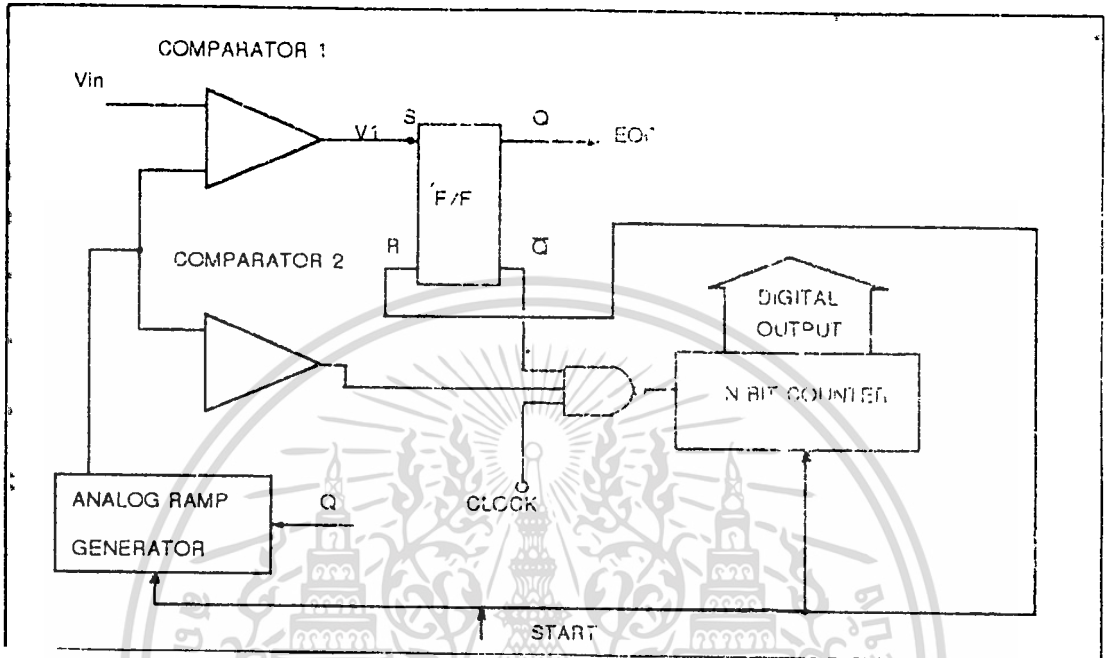 COMPARATOR 1
Vin
V1
S
Q
EOC
F/F
R
Q̅
COMPARATOR 2
DIGITAL
OUTPUT
N BIT COUNTER
ANALOG RAMP
GENERATOR
Q
CLOCK
START